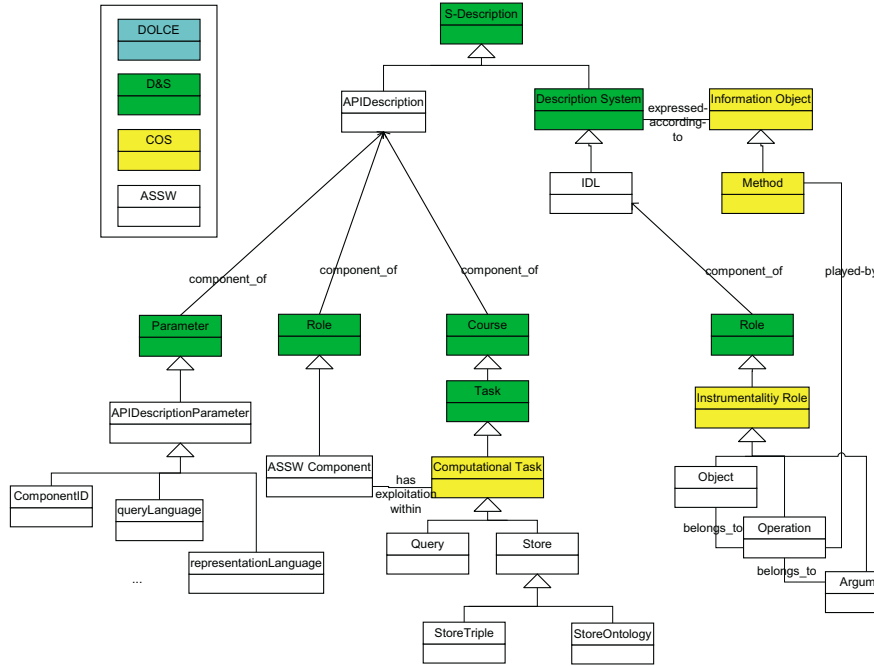 S-Description
DOLCE
D&S
COS
ASSW
APIDescription
Description System
expressed-
according-
to
Information Object
IDL
Method
component_of
component_of
component_of
component_of
played-by
Parameter
Role
Course
Role
APIDescriptionParameter
Task
Instrumentalitiy Role
ASSW Component
has
exploitation
within
Computational Task
Object
ComponentID
queryLanguage
belongs_to
Operation
Query
Store
...
representationLanguage
belongs_to
Argum
StoreTriple
StoreOntology